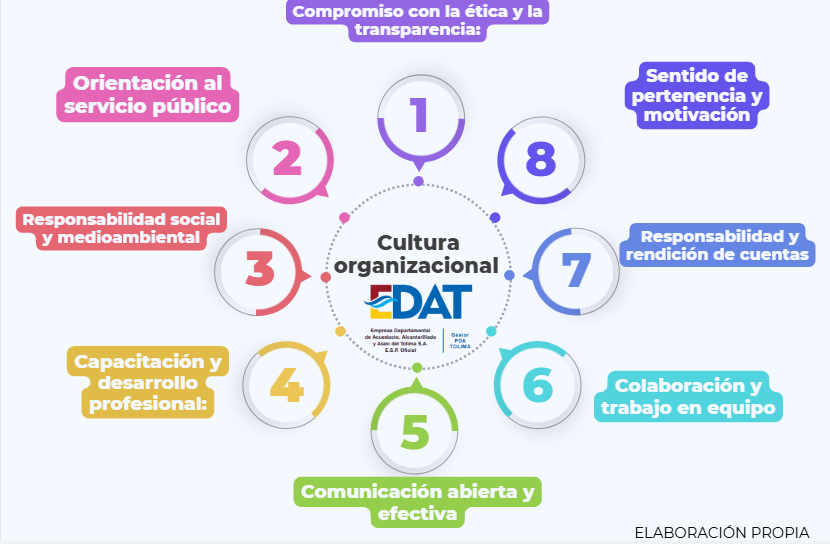 Compromiso con la ética y la
transparencia:
1
Orientación al
servicio público
2
Responsabilidad social
y medioambiental
3
Capacitación y
desarrollo
profesional:
4
5
Comunicación abierta y
efectiva
6
Colaboración y
trabajo en equipo
7
Responsabilidad y
rendición de cuentas
8
Sentido de
pertenencia y
motivación
Cultura
organizacional
EDAT
Empresa Departamental
de Acueducto, Alcantarillado
y Aseo del Tolima S.A.
E.S.P. Oficial
Gestor
PDA
TOLIMA
ELABORACIÓN PROPIA